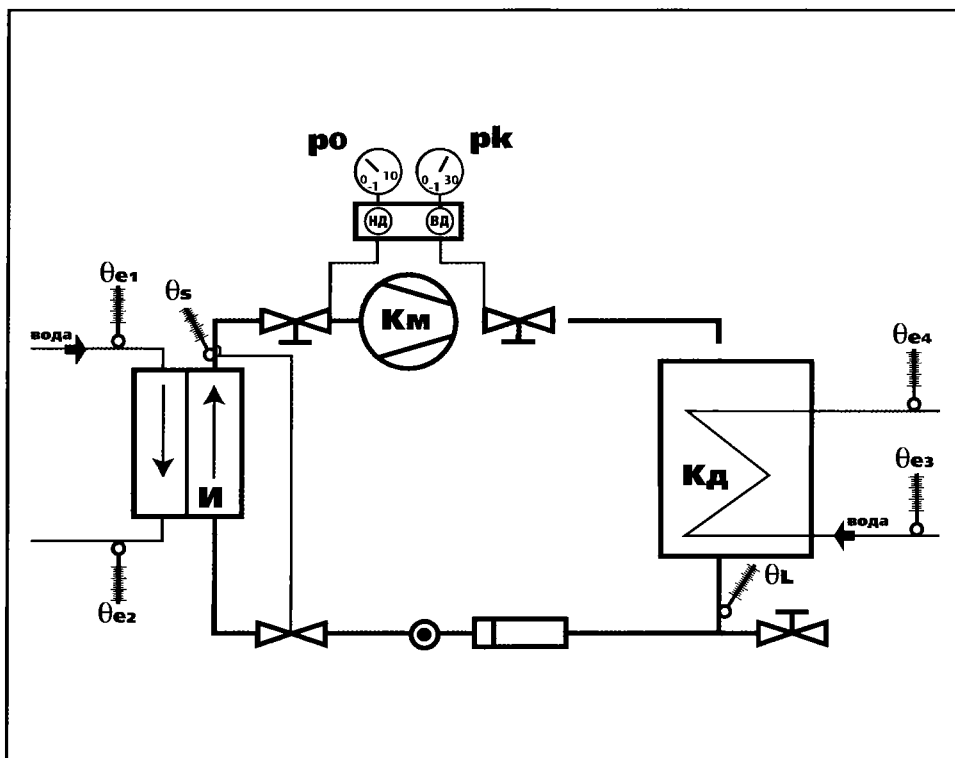 po pk
0 -1 10 0 -1 30
НД ВД
θe1 θs
вода
Км
θe4
Кд
θe3
И
вода
θe2
θL